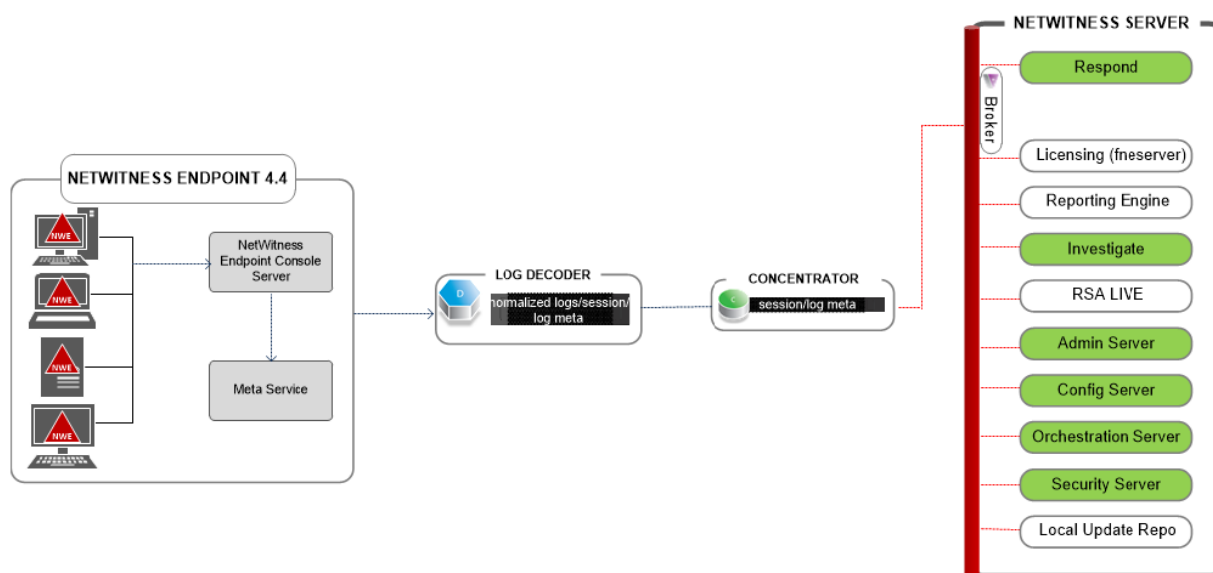 NETWITNESS SERVER
Respond
Broker
Licensing (fneserver)
Reporting Engine
Investigate
RSA LIVE
Admin Server
Config Server
Orchestration Server
Security Server
Local Update Repo
NETWITNESS ENDPOINT 4.4
NWE
NWE
NWE
NWE
NetWitness
Endpoint Console
Server
Meta Service
LOG DECODER
D
normalized logs/session/
log meta
CONCENTRATOR
C
session/log meta